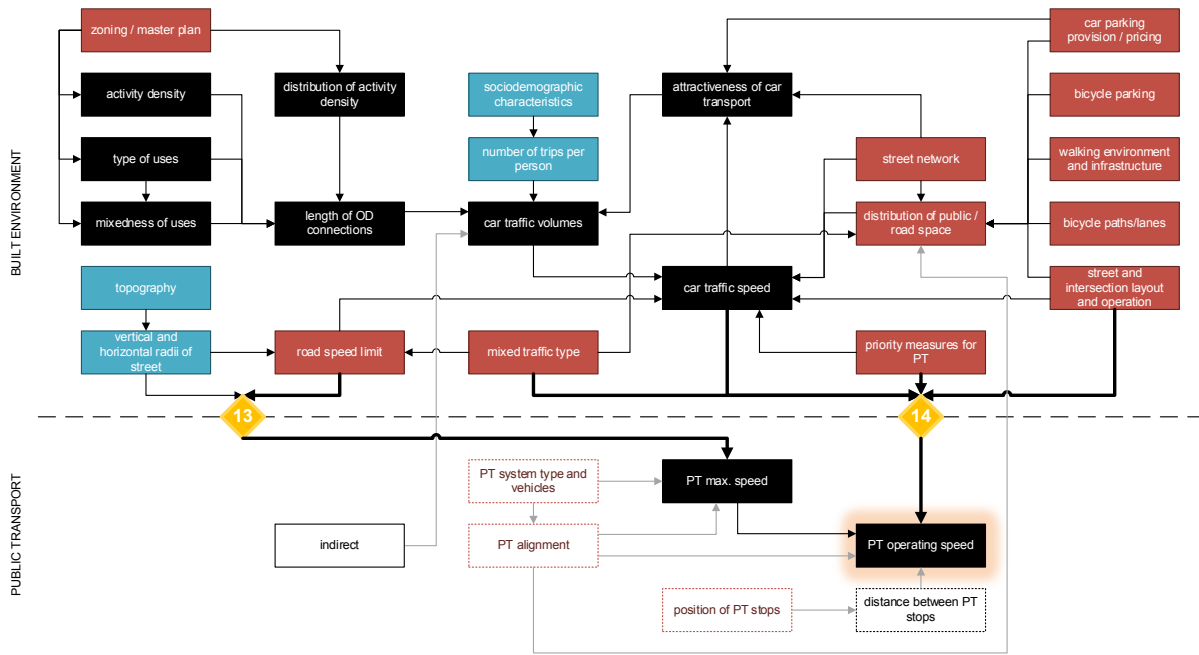 zoning / master plan
car parking
provision / pricing
activity density
distribution of activity
density
sociodemographic
characteristics
attractiveness of car
transport
bicycle parking
type of uses
number of trips per
person
street network
walking environment
and infrastructure
mixedness of uses
length of OD
connections
car traffic volumes
distribution of public /
road space
bicycle paths/lanes
BUILT ENVIRONMENT
topography
car traffic speed
street and
intersection layout
and operation
vertical and
horizontal radii of
street
road speed limit
mixed traffic type
priority measures for
PT
13
14
PUBLIC TRANSPORT
PT system type and
vehicles
PT max. speed
indirect
PT alignment
PT operating speed
position of PT stops
distance between PT
stops